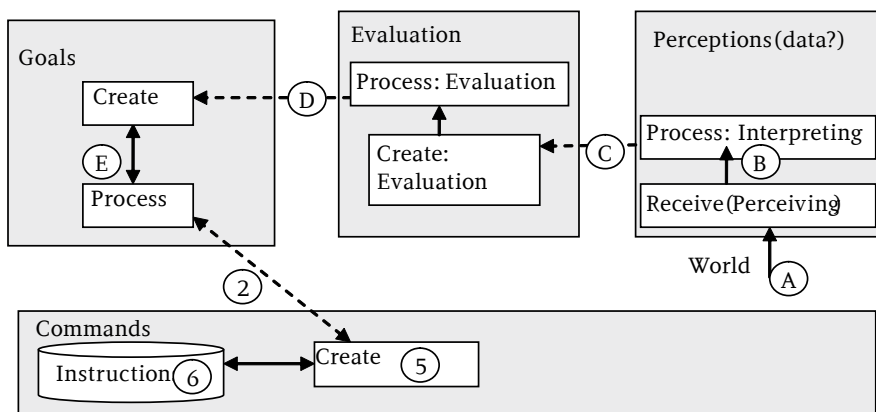 Goals
Create
E
Process
D
Evaluation
Process: Evaluation
Create:
Evaluation
C
Perceptions(data?)
Process: Interpreting
B
Receive(Perceiving)
World
A
2
Commands
Instruction
6
Create
5